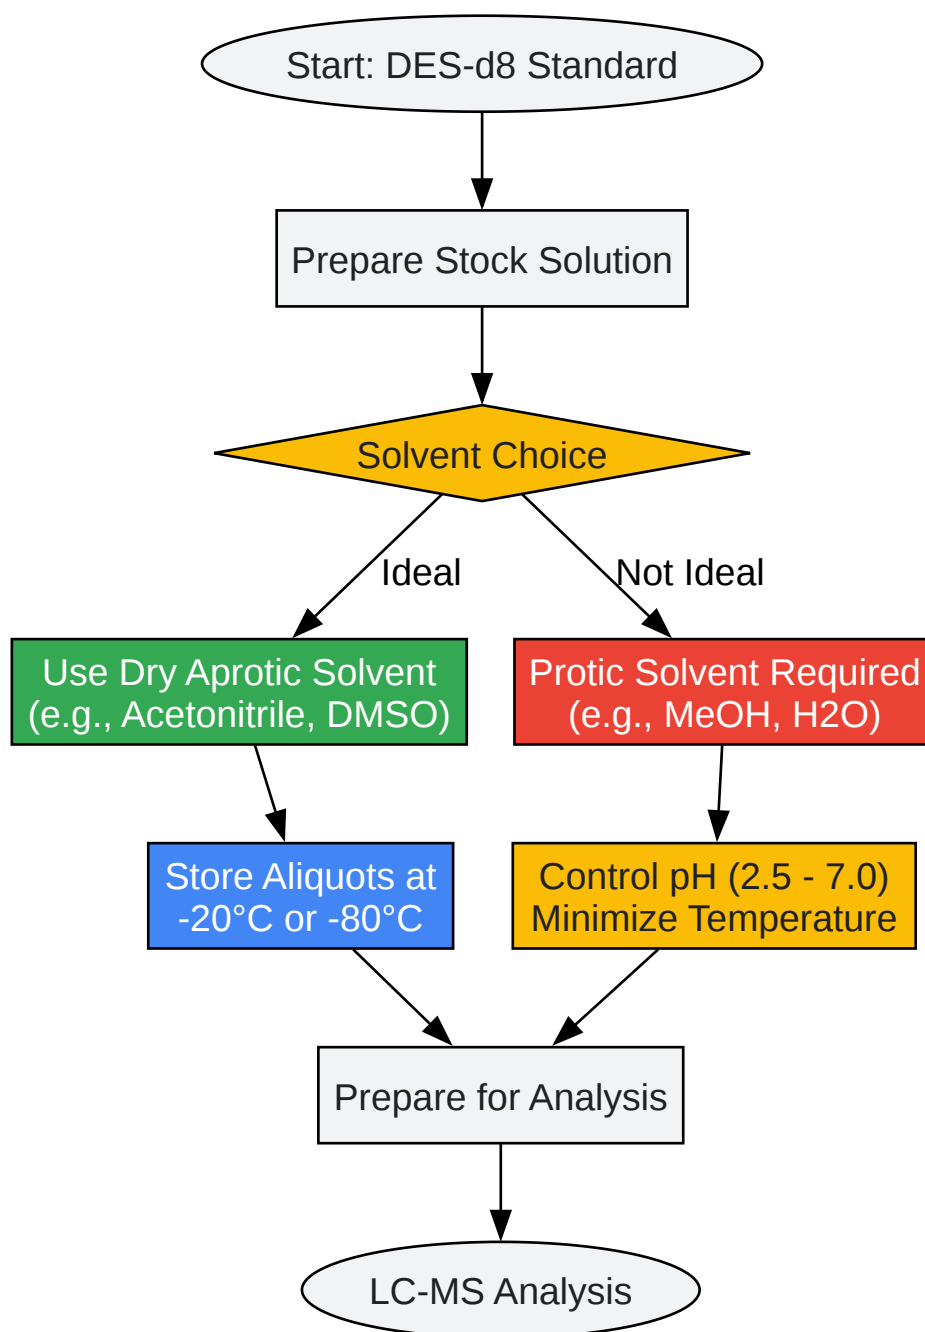 Start: DES-d8 Standard
Prepare Stock Solution
Solvent Choice
Ideal
Not Ideal
Use Dry Aprotic Solvent
(e.g., Acetonitrile, DMSO)
Protic Solvent Required
(e.g., MeOH, H2O)
Store Aliquots at
-20°C or -80°C
Control pH (2.5 - 7.0)
Minimize Temperature
Prepare for Analysis
LC-MS Analysis